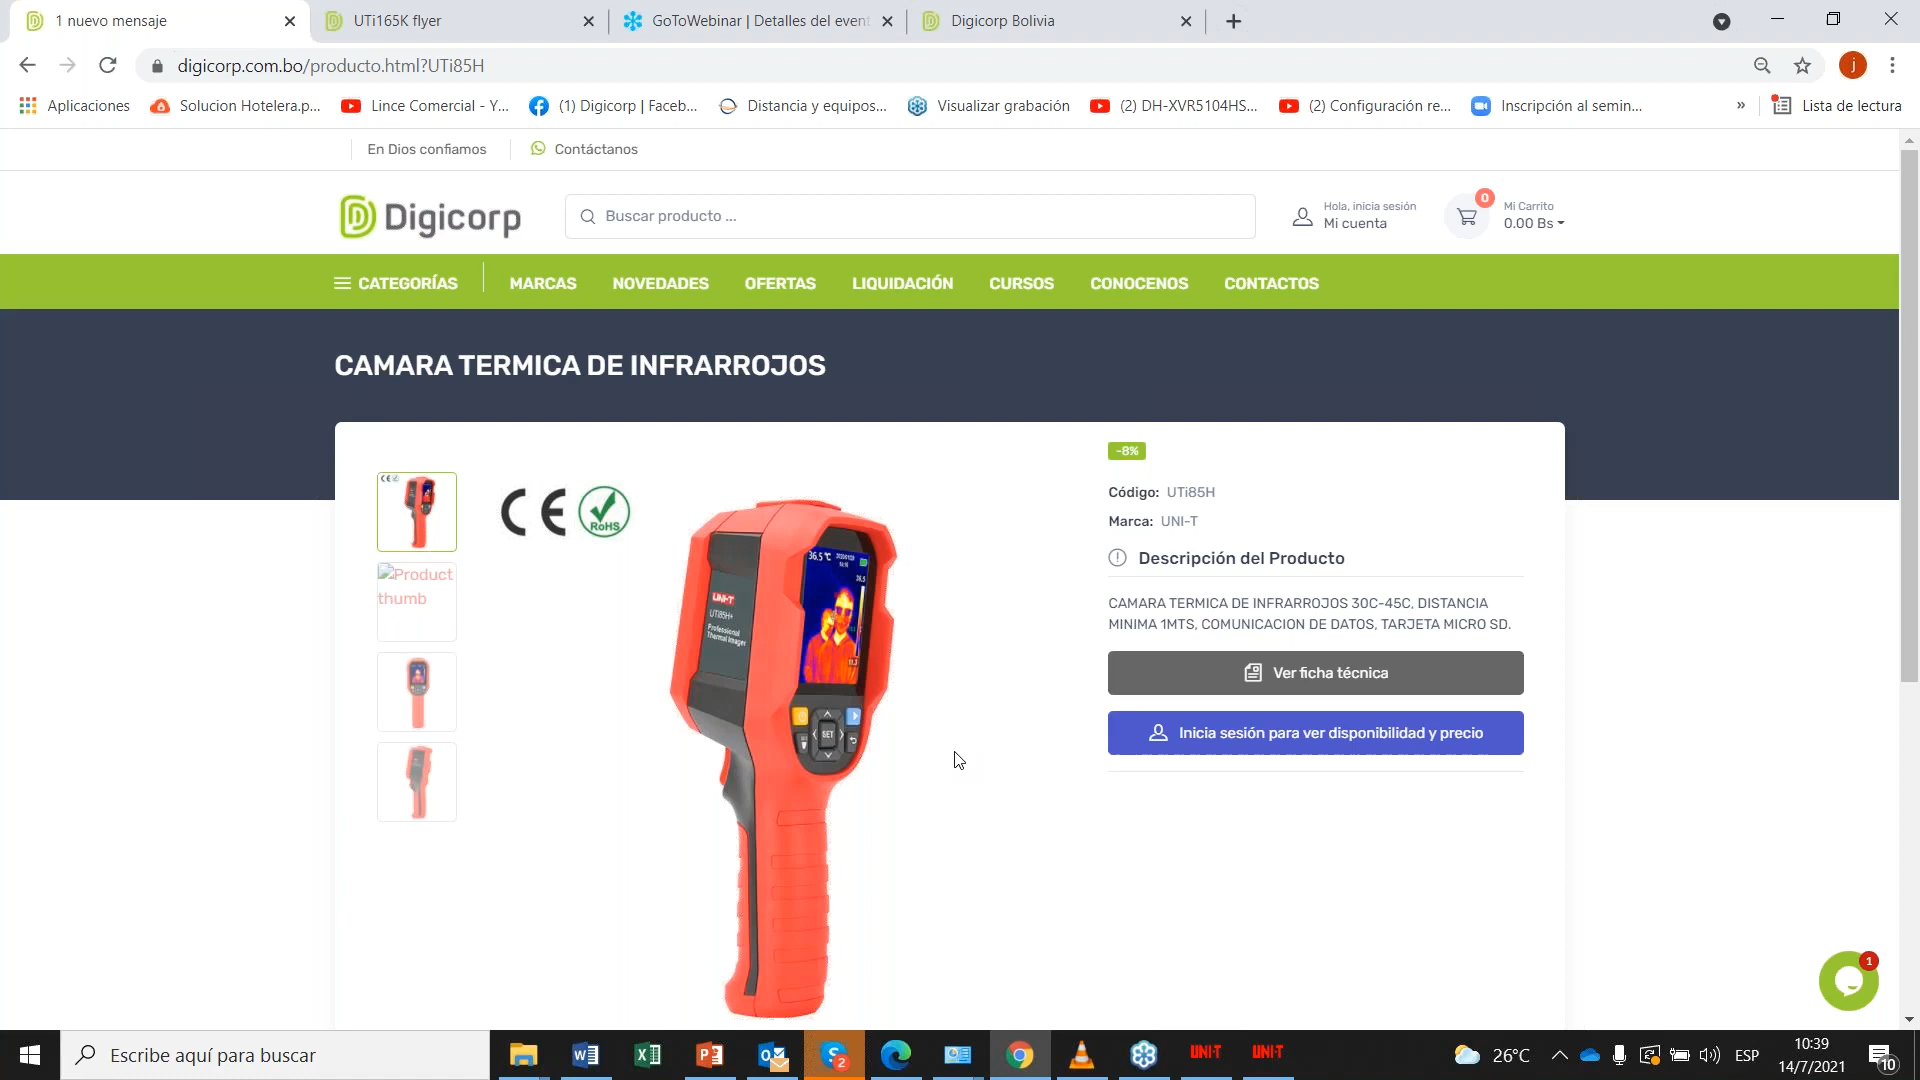 1 nuevo mensaje
UTi165K flyer
GoToWebinar | Detalles del event
Digicorp Bolivia
digicorp.com.bo/producto.html?UTi85H
j
Aplicaciones
Solucion Hotelera.p...
Lince Comercial - Y...
(1) Digicorp | Faceb...
Distancia y equipos...
Visualizar grabación
(2) DH-XVR5104HS...
(2) Configuración re...
Inscripción al semin...
»
Lista de lectura
En Dios confiamos
Contáctanos
Digicorp
Buscar producto ...
Hola, inicia sesión
Mi cuenta
0
Mi Carrito
0.00 Bs
CATEGORÍAS
MARCAS
NOVEDADES
OFERTAS
LIQUIDACIÓN
CURSOS
CONOCENOS
CONTACTOS
CAMARA TERMICA DE INFRARROJOS
-8%
Código: UTi85H
Marca: UNI-T
Descripción del Producto
CAMARA TERMICA DE INFRARROJOS 30C-45C, DISTANCIA
MINIMA 1MTS, COMUNICACION DE DATOS, TARJETA MICRO SD.
Ver ficha técnica
Inicia sesión para ver disponibilidad y precio
Product
thumb
CE
RoHS
36.5 °C
36.5
UNI-T
UTi85H+
Professional
Thermal Imager
SET
1
Escribe aquí para buscar
2
UNI-T
UNI-T
26°C
ESP
10:39
14/7/2021
10